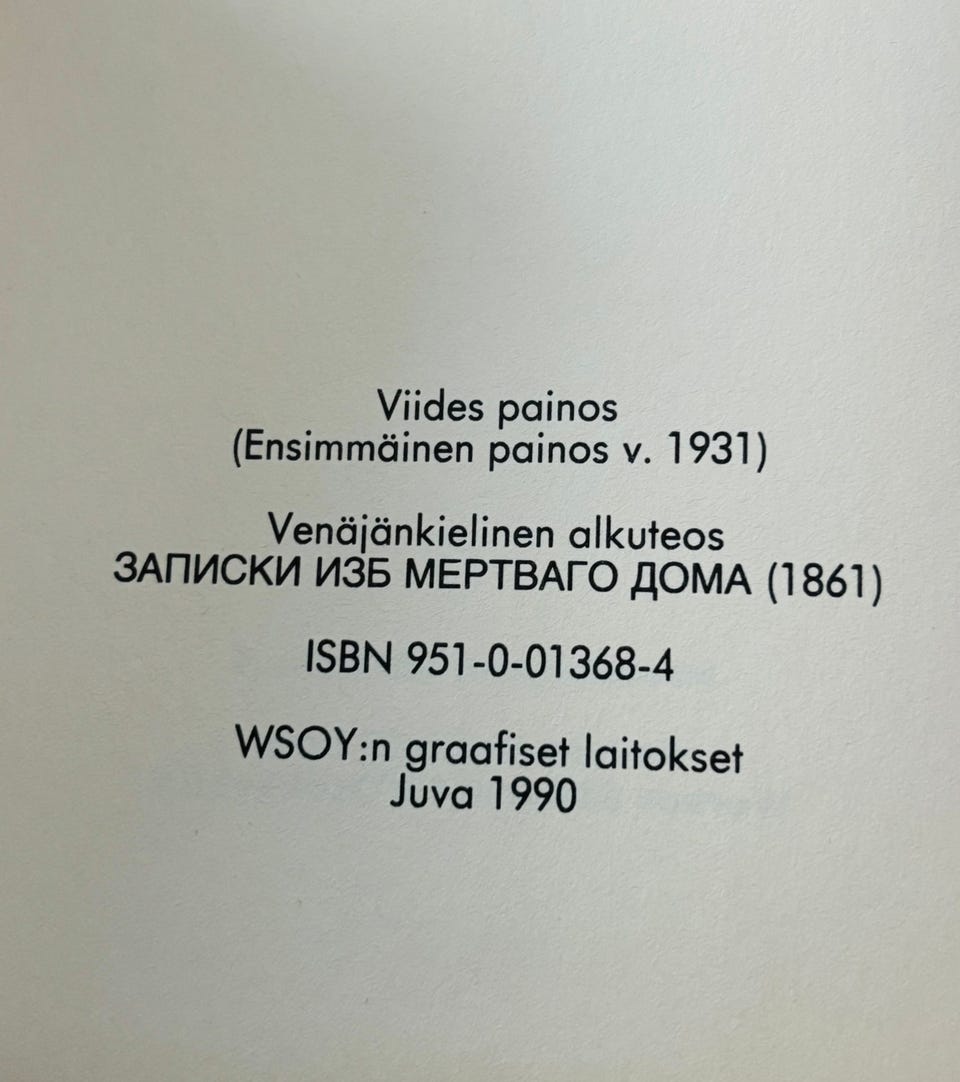 Viides painos
(Ensimmäinen painos v. 1931)
Venäjänkielinen alkuteos
ЗАПИСКИ ИЗБ МЕРТВАГО ДОМА (1861)
ISBN 951-0-01368-4
WSOY:n graafiset laitokset
Juva 1990